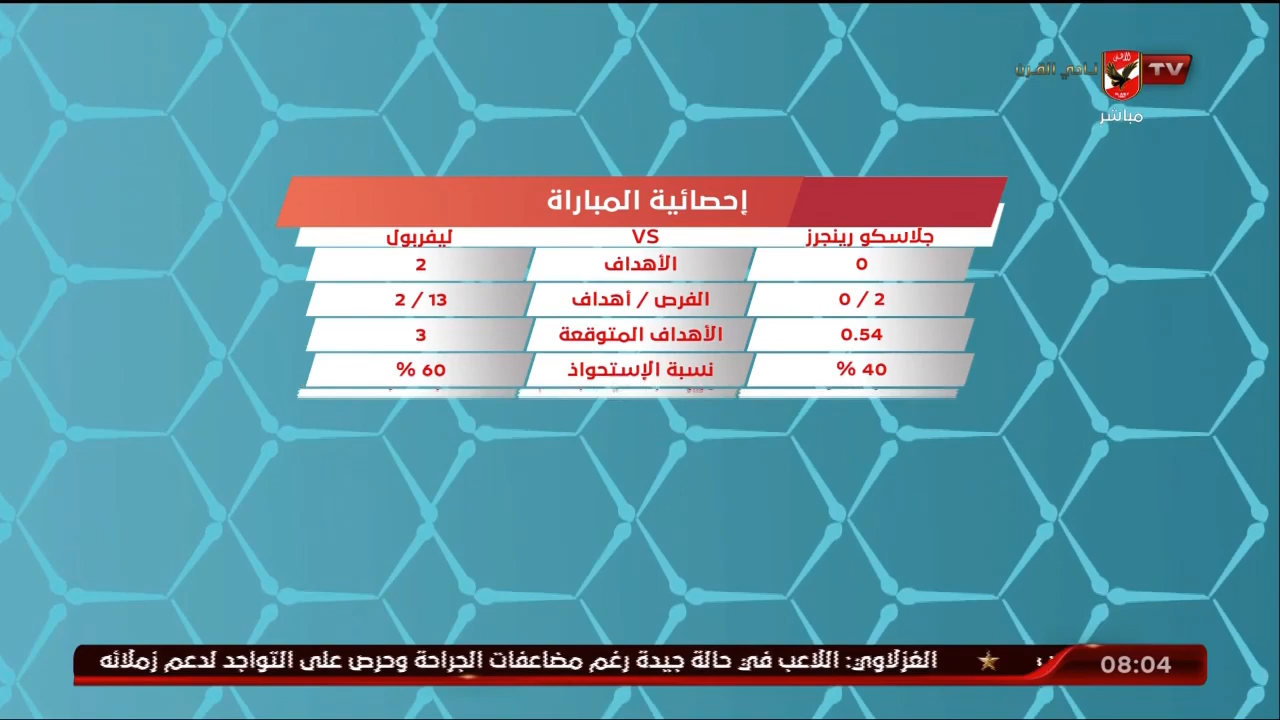 نادي القرن TV
مباشر
إحصائية المباراة
جلاسكو رينجرز VS ليفربول
0 الأهداف 2
0 / 2 الفرص / أهداف 2 / 13
0.54 الأهداف المتوقعة 3
40 % نسبة الإستحواذ 60 %
08:04 الغزلاوي: اللاعب في حالة جيدة رغم مضاعفات الجراحة وحرص على التواجد لدعم زملائه